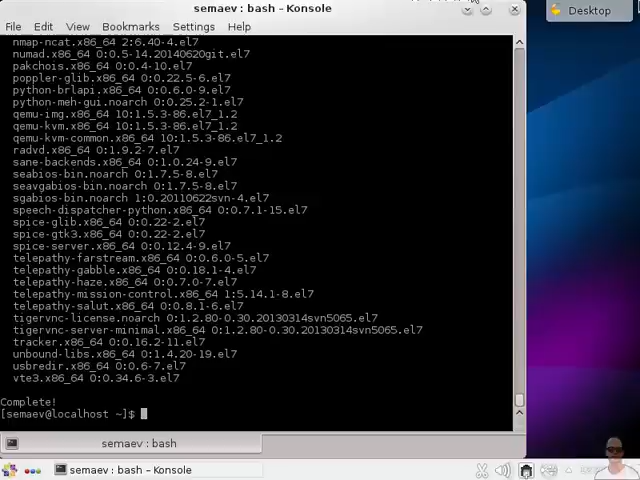 semaev : bash – Konsole
Desktop
File Edit View Bookmarks Settings Help
nmap-ncat.x86_64 2:6.40-4.el7
numad.x86_64 0:0.5-14.20140620git.el7
pakchois.x86_64 0:0.4-10.el7
poppler-glib.x86_64 0:0.22.5-6.el7
python-brlapi.x86_64 0:0.6.0-9.el7
python-meh-gui.noarch 0:0.25.2-1.el7
qemu-img.x86_64 10:1.5.3-86.el7_1.2
qemu-kvm.x86_64 10:1.5.3-86.el7_1.2
qemu-kvm-common.x86_64 10:1.5.3-86.el7_1.2
radvd.x86_64 0:1.9.2-7.el7
sane-backends.x86_64 0:1.0.24-9.el7
seabios-bin.noarch 0:1.7.5-8.el7
seavgabios-bin.noarch 0:1.7.5-8.el7
sgabios-bin.noarch 1:0.20110622svn-4.el7
speech-dispatcher-python.x86_64 0:0.7.1-15.el7
spice-glib.x86_64 0:0.22-2.el7
spice-gtk3.x86_64 0:0.22-2.el7
spice-server.x86_64 0:0.12.4-9.el7
telepathy-farstream.x86_64 0:0.6.0-5.el7
telepathy-gabble.x86_64 0:0.18.1-4.el7
telepathy-haze.x86_64 0:0.7.0-7.el7
telepathy-mission-control.x86_64 1:5.14.1-8.el7
telepathy-salut.x86_64 0:0.8.1-6.el7
tigervnc-license.noarch 0:1.2.80-0.30.20130314svn5065.el7
tigervnc-server-minimal.x86_64 0:1.2.80-0.30.20130314svn5065.el7
tracker.x86_64 0:0.16.2-11.el7
unbound-libs.x86_64 0:1.4.20-19.el7
usbredir.x86_64 0:0.6-7.el7
vte3.x86_64 0:0.34.6-3.el7
Complete!
[semaev@localhost ~]$
semaev : bash
semaev : bash – Konsole